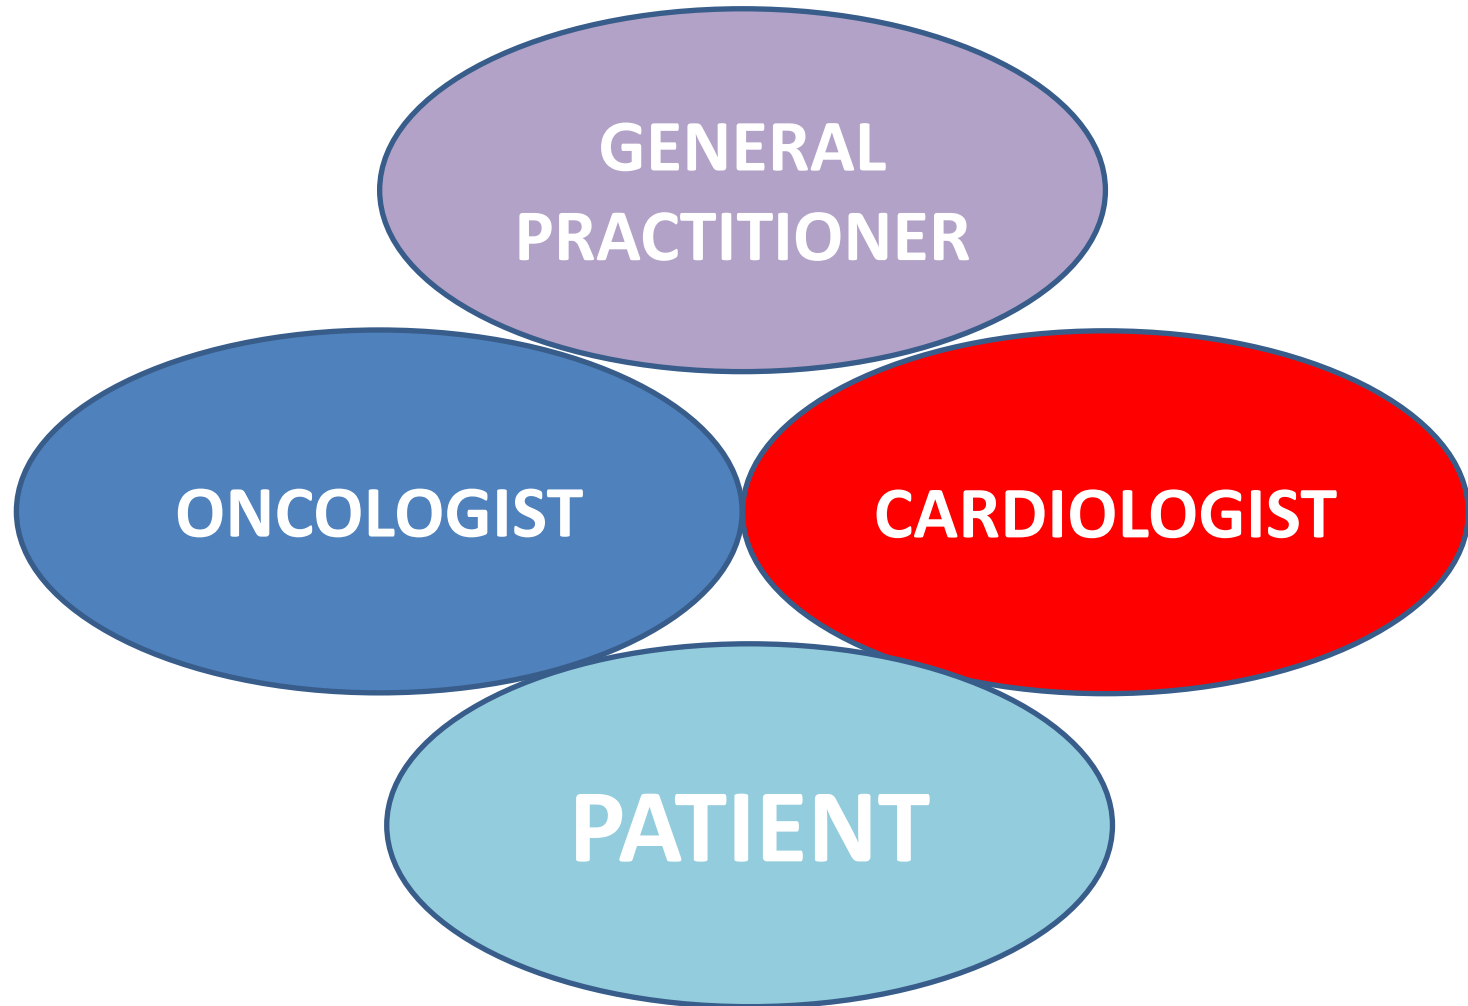 GENERAL
PRACTITIONER
ONCOLOGIST
CARDIOLOGIST
PATIENT